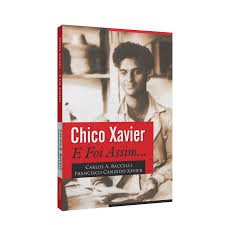 Chico Xavier
E Foi Assim...
Carlos A. Baccelli
Francisco Cândido Xavier